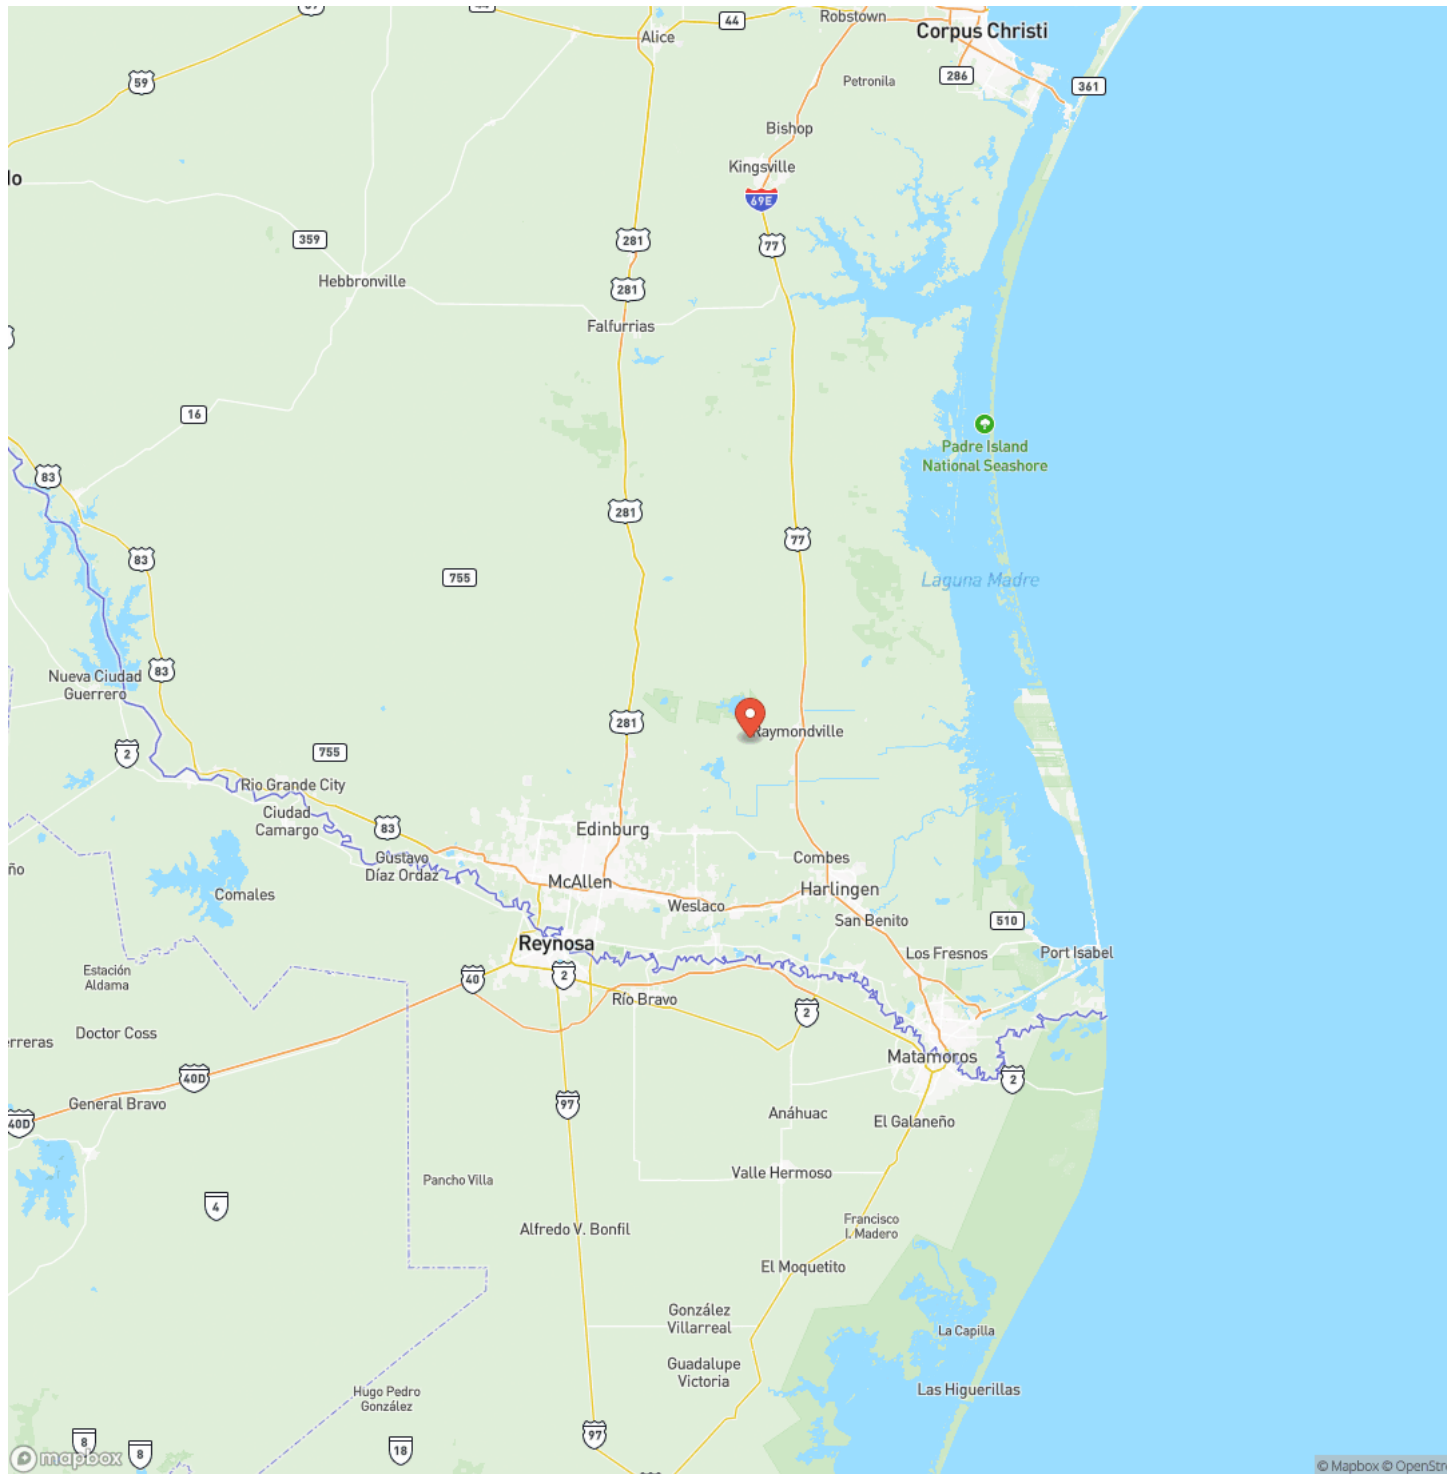 44
Robstown
Corpus Christi
Alice
59
Petronila
286
361
Bishop
Kingsville
lo
69E
359
281
77
Hebbronville
281
Falfurrias
16
Padre Island
National Seashore
83
281
77
83
755
Laguna Madre
Nueva Ciudad
Guerrero
83
281
Raymondville
2
755
Rio Grande City
Ciudad
Camargo
83
Edinburg
Gustavo
Díaz Ordaz
Combes
ño
McAllen
Harlingen
Comales
Weslaco
San Benito
510
Reynosa
Los Fresnos
Port Isabel
Estación
Aldama
40
2
Río Bravo
2
Doctor Coss
rreras
Matamoros
40D
2
General Bravo
97
Anáhuac
40D
El Galaneño
Pancho Villa
Valle Hermoso
4
Alfredo V. Bonfil
Francisco
I. Madero
El Moquetito
González
Villarreal
La Capilla
Guadalupe
Victoria
Hugo Pedro
González
Las Higuerillas
8
8
18
97
mapbox
© Mapbox © OpenStr